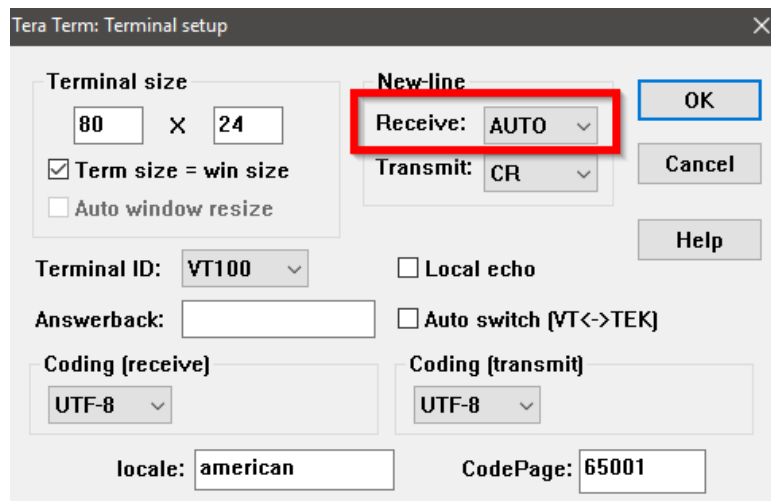 Tera Term: Terminal setup
Terminal size
80 X 24
Term size = win size
Auto window resize
New-line
Receive: AUTO
Transmit: CR
OK
Cancel
Help
Terminal ID: VT100
Local echo
Answerback:
Auto switch (VT<->TEK)
Coding (receive)
UTF-8
Coding (transmit)
UTF-8
locale: american
CodePage: 65001